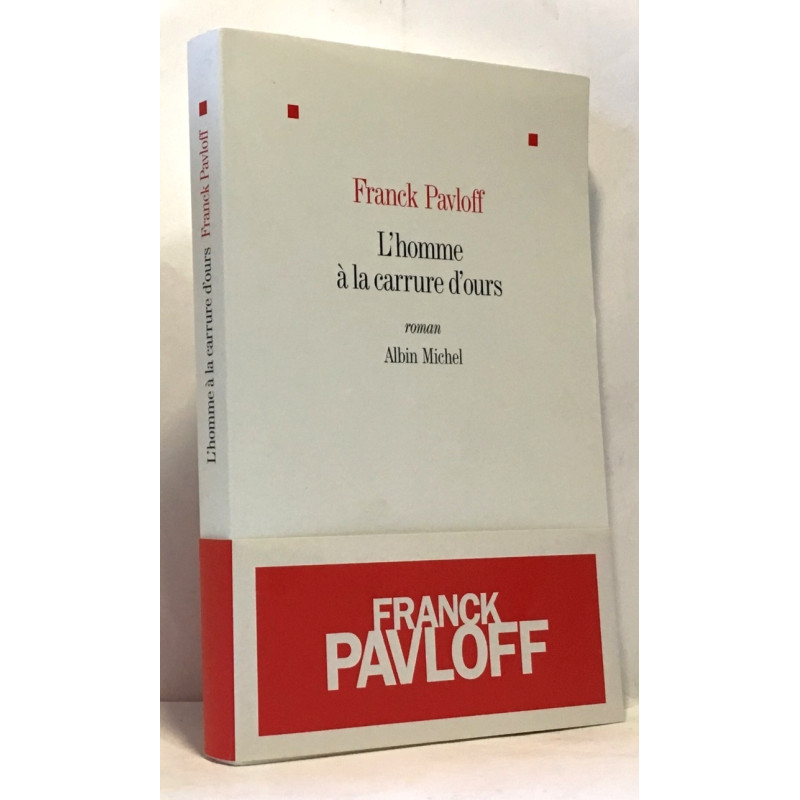 L'homme à la carrure d'ours Franck Pavloff
Franck Pavloff
L'homme
à la carrure d'ours
roman
Albin Michel
FRANCK
PAVLOFF